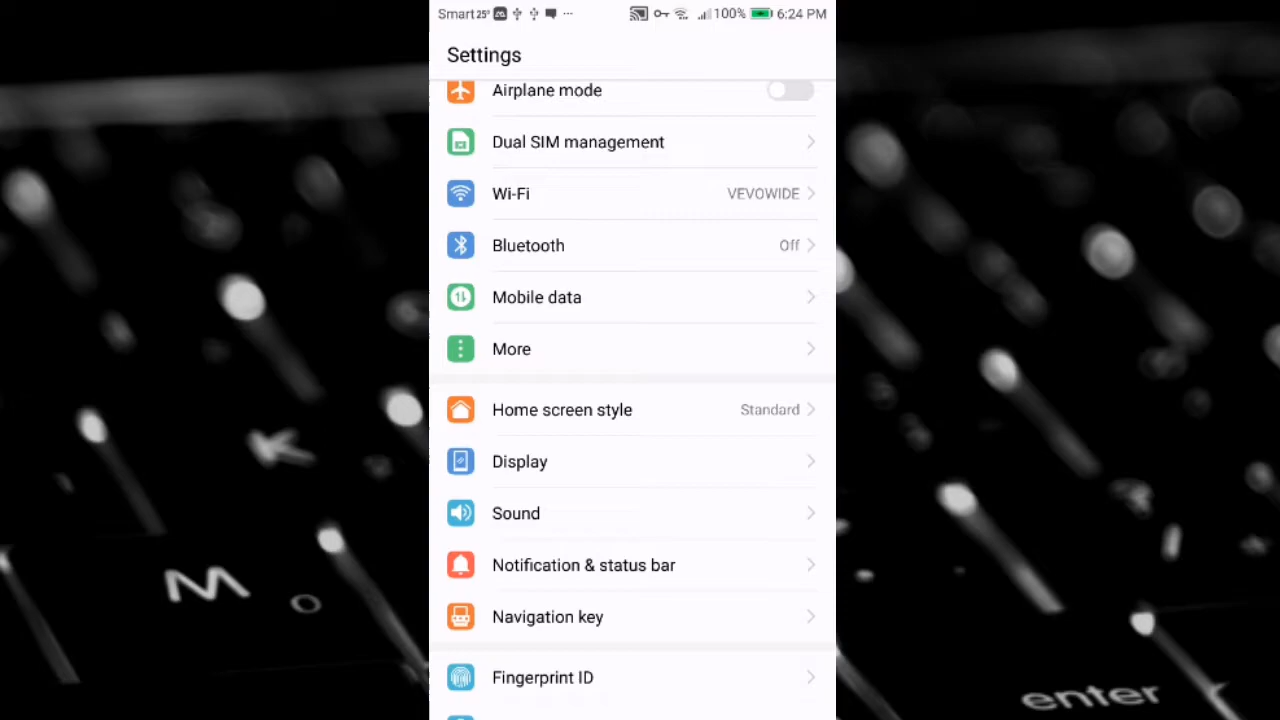 Smart 25° 100% 6:24 PM
Settings
Airplane mode
Dual SIM management
Wi-Fi VEVOWIDE
Bluetooth Off
Mobile data
More
Home screen style Standard
Display
Sound
Notification & status bar
Navigation key
Fingerprint ID
M
enter